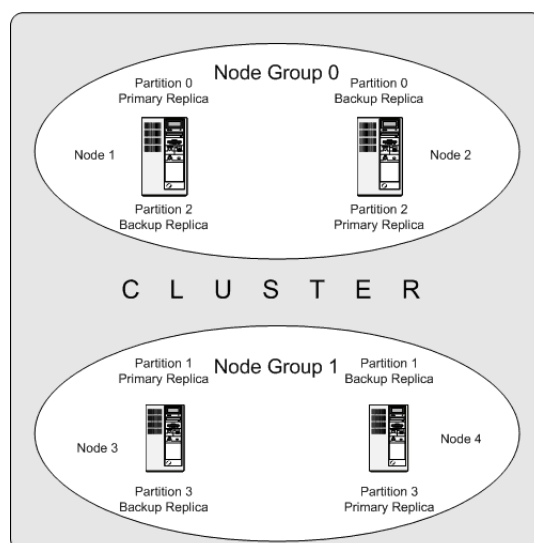 Node Group 0
Partition 0
Primary Replica
Partition 0
Backup Replica
Node 1
Node 2
Partition 2
Backup Replica
Partition 2
Primary Replica
C L U S T E R
Node Group 1
Partition 1
Primary Replica
Partition 1
Backup Replica
Node 3
Node 4
Partition 3
Backup Replica
Partition 3
Primary Replica